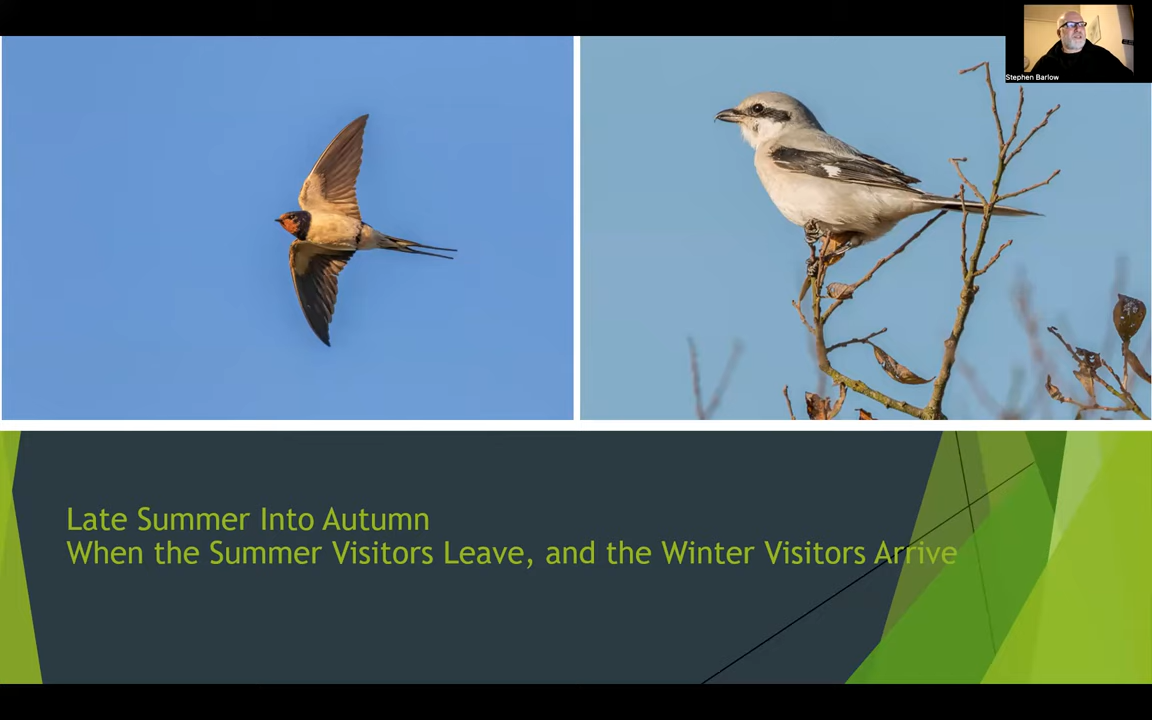 Stephen Barlow
Late Summer Into Autumn
When the Summer Visitors Leave, and the Winter Visitors Arrive